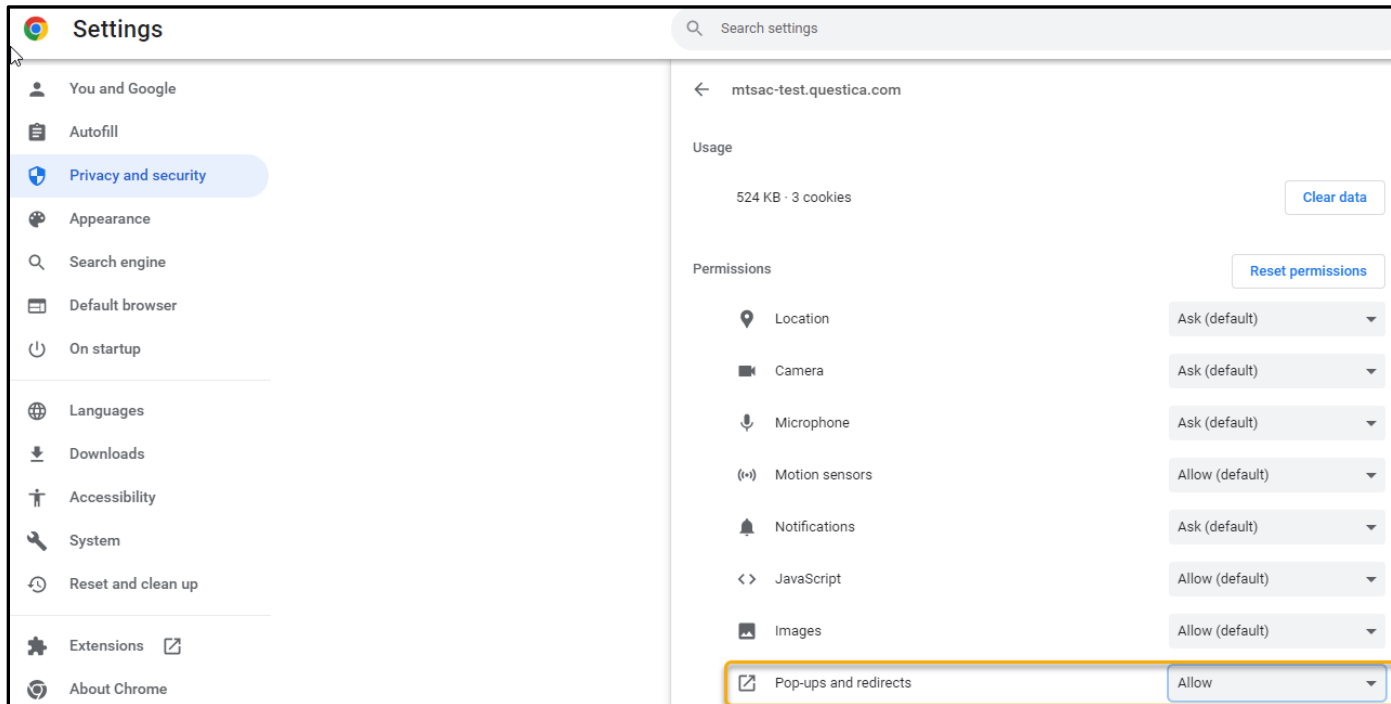 Settings
Search settings
You and Google
Autofill
Privacy and security
Appearance
Search engine
Default browser
On startup
Languages
Downloads
Accessibility
System
Reset and clean up
Extensions
About Chrome
mtsac-test.questica.com
Usage
524 KB · 3 cookies
Clear data
Permissions
Reset permissions
Location
Ask (default)
Camera
Ask (default)
Microphone
Ask (default)
Motion sensors
Allow (default)
Notifications
Ask (default)
JavaScript
Allow (default)
Images
Allow (default)
Pop-ups and redirects
Allow